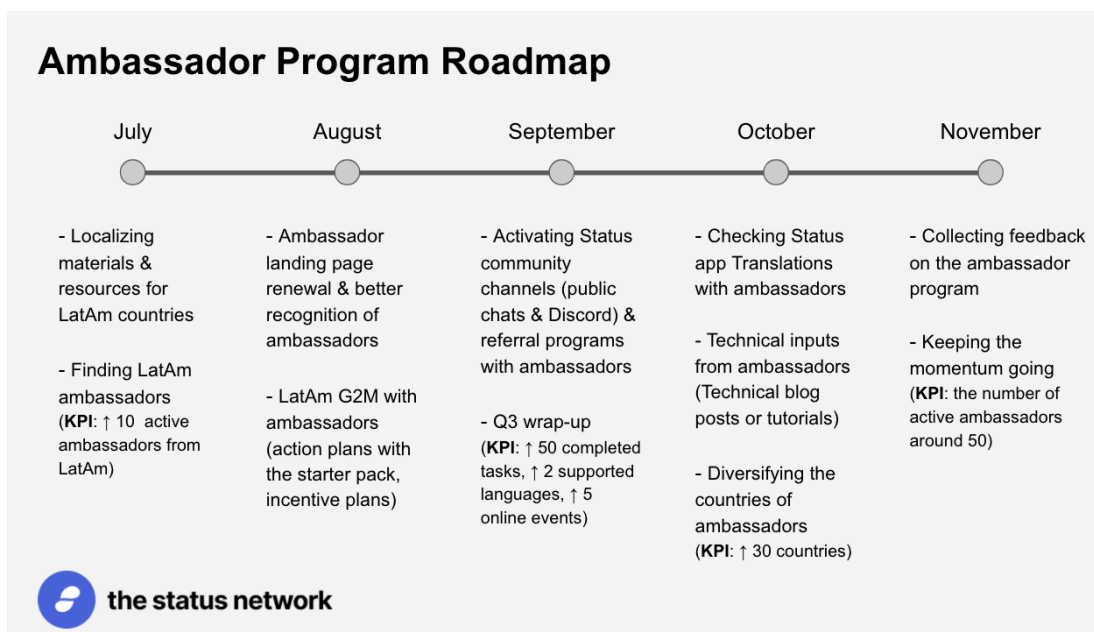 Ambassador Program Roadmap
July
August
September
October
November
- Localizing
materials &
resources for
LatAm countries
- Finding LatAm
ambassadors
(KPI: ↑ 10 active
ambassadors from
LatAm)
- Ambassador
landing page
renewal & better
recognition of
ambassadors
- LatAm G2M with
ambassadors
(action plans with
the starter pack,
incentive plans)
- Activating Status
community
channels (public
chats & Discord) &
referral programs
with ambassadors
- Q3 wrap-up
(KPI: ↑ 50 completed
tasks, ↑ 2 supported
languages, ↑ 5
online events)
- Checking Status
app Translations
with ambassadors
- Technical inputs
from ambassadors
(Technical blog
posts or tutorials)
- Diversifying the
countries of
ambassadors
(KPI: ↑ 30 countries)
- Collecting feedback
on the ambassador
program
- Keeping the
momentum going
(KPI: the number of
active ambassadors
around 50)
the status network